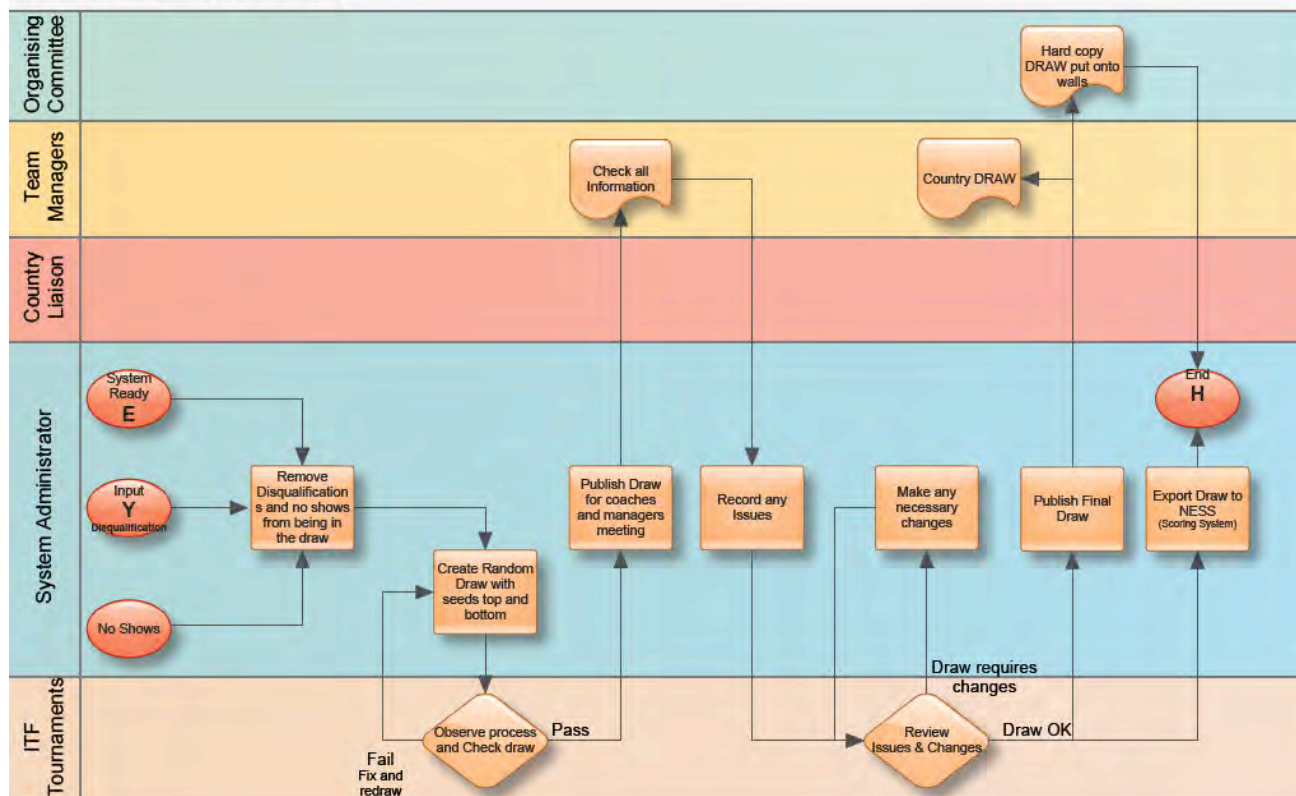 Organising
Committee
Hard copy
DRAW put onto
walls
Team
Managers
Check all
Information
Country DRAW
Country
Liaison
System Administrator
System
Ready
E
Input
Y
Disqualification
No Shows
Remove
Disqualification
s and no shows
from being in
the draw
Create Random
Draw with
seeds top and
bottom
Publish Draw
for coaches
and managers
meeting
Record any
Issues
Make any
necessary
changes
Publish Final
Draw
Export Draw to
NESS
(Scoring System)
End
H
ITF
Tournaments
Observe process
and Check draw
Pass
Fail
Fix and
redraw
Draw requires
changes
Review
Issues & Changes
Draw OK